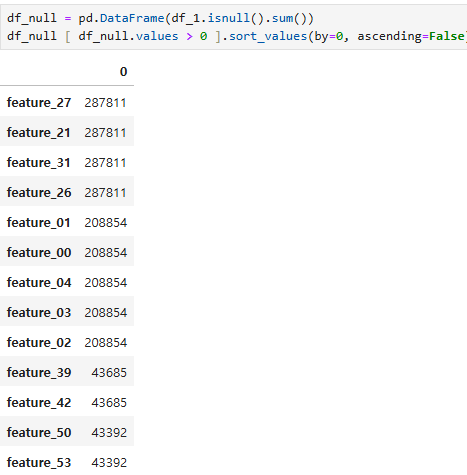 df_null = pd.DataFrame(df_1.isnull().sum())
df_null [ df_null.values > 0 ].sort_values(by=0, ascending=False)
0
feature_27 287811
feature_21 287811
feature_31 287811
feature_26 287811
feature_01 208854
feature_00 208854
feature_04 208854
feature_03 208854
feature_02 208854
feature_39 43685
feature_42 43685
feature_50 43392
feature_53 43392